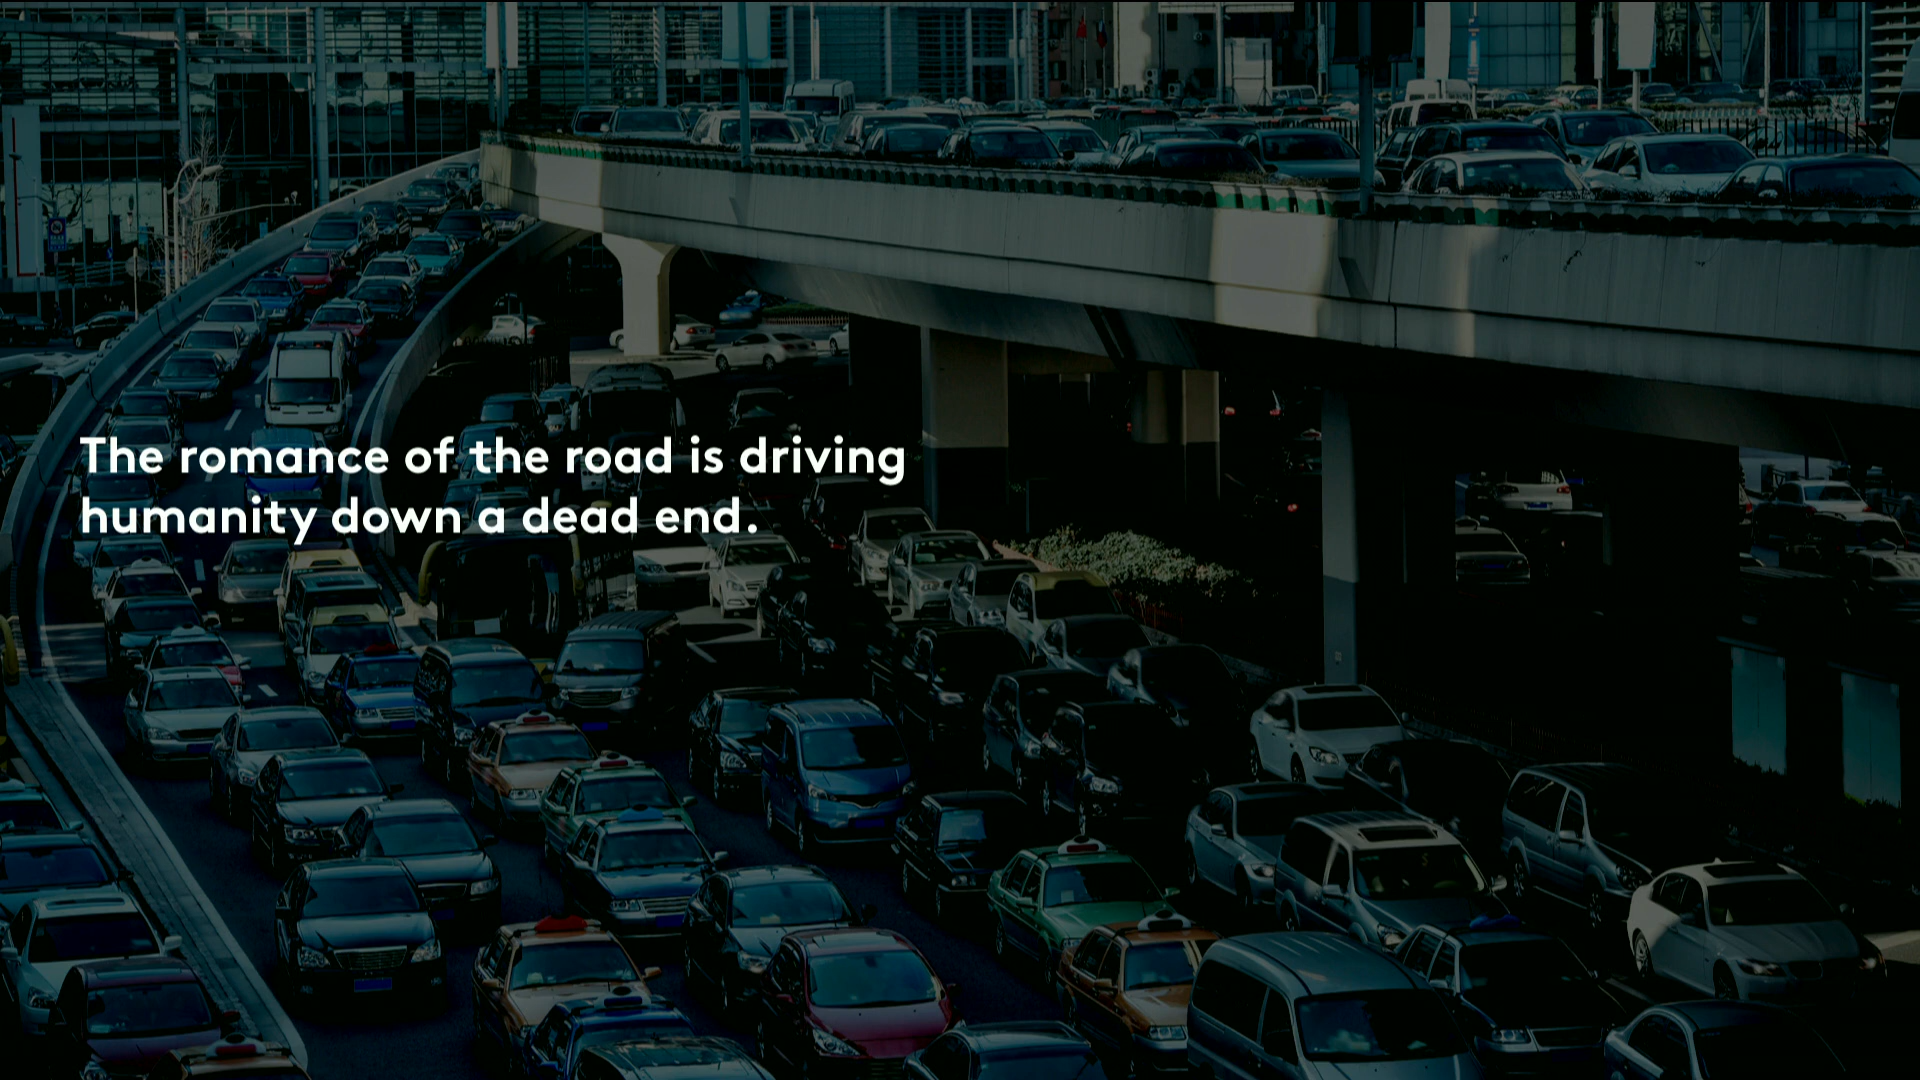 The romance of the road is driving
humanity down a dead end.